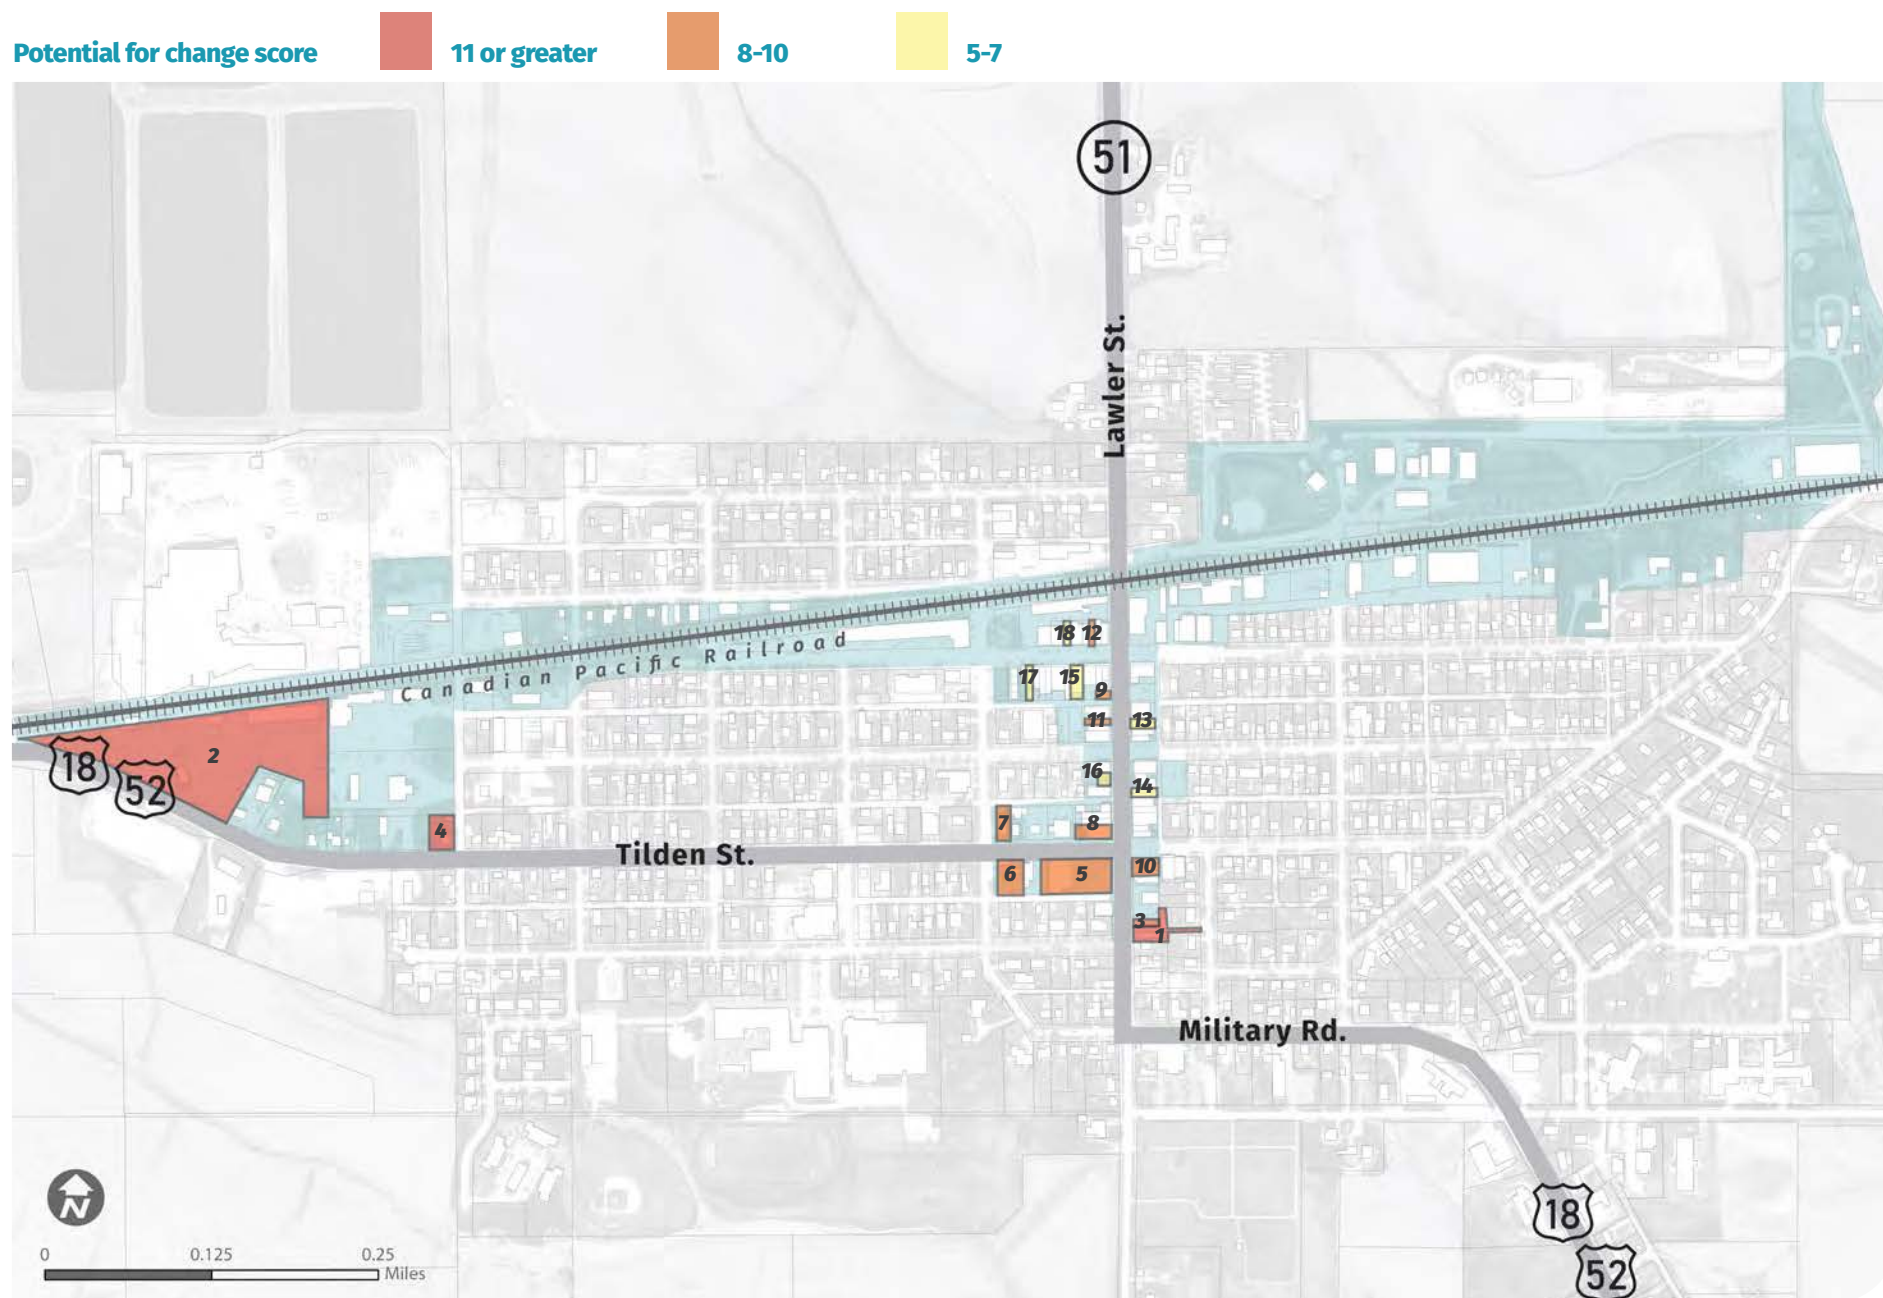 Potential for change score 11 or greater 8-10 5-7
51
Lawler St.
Canadian Pacific Railroad
18 12
17 15 9
11 13
2
18
52
16
14
7 8
4
Tilden St.
10
6 5
3
1
Military Rd.
18
52
N
0 0.125 0.25
Miles